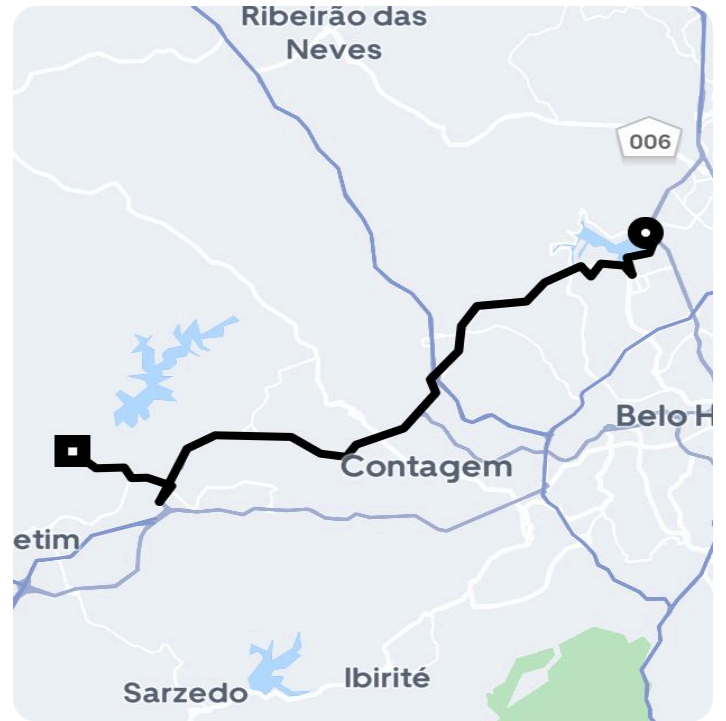 Ribeirão das
Neves
006
Belo H
Contagem
etim
Ibirité
Sarzedo